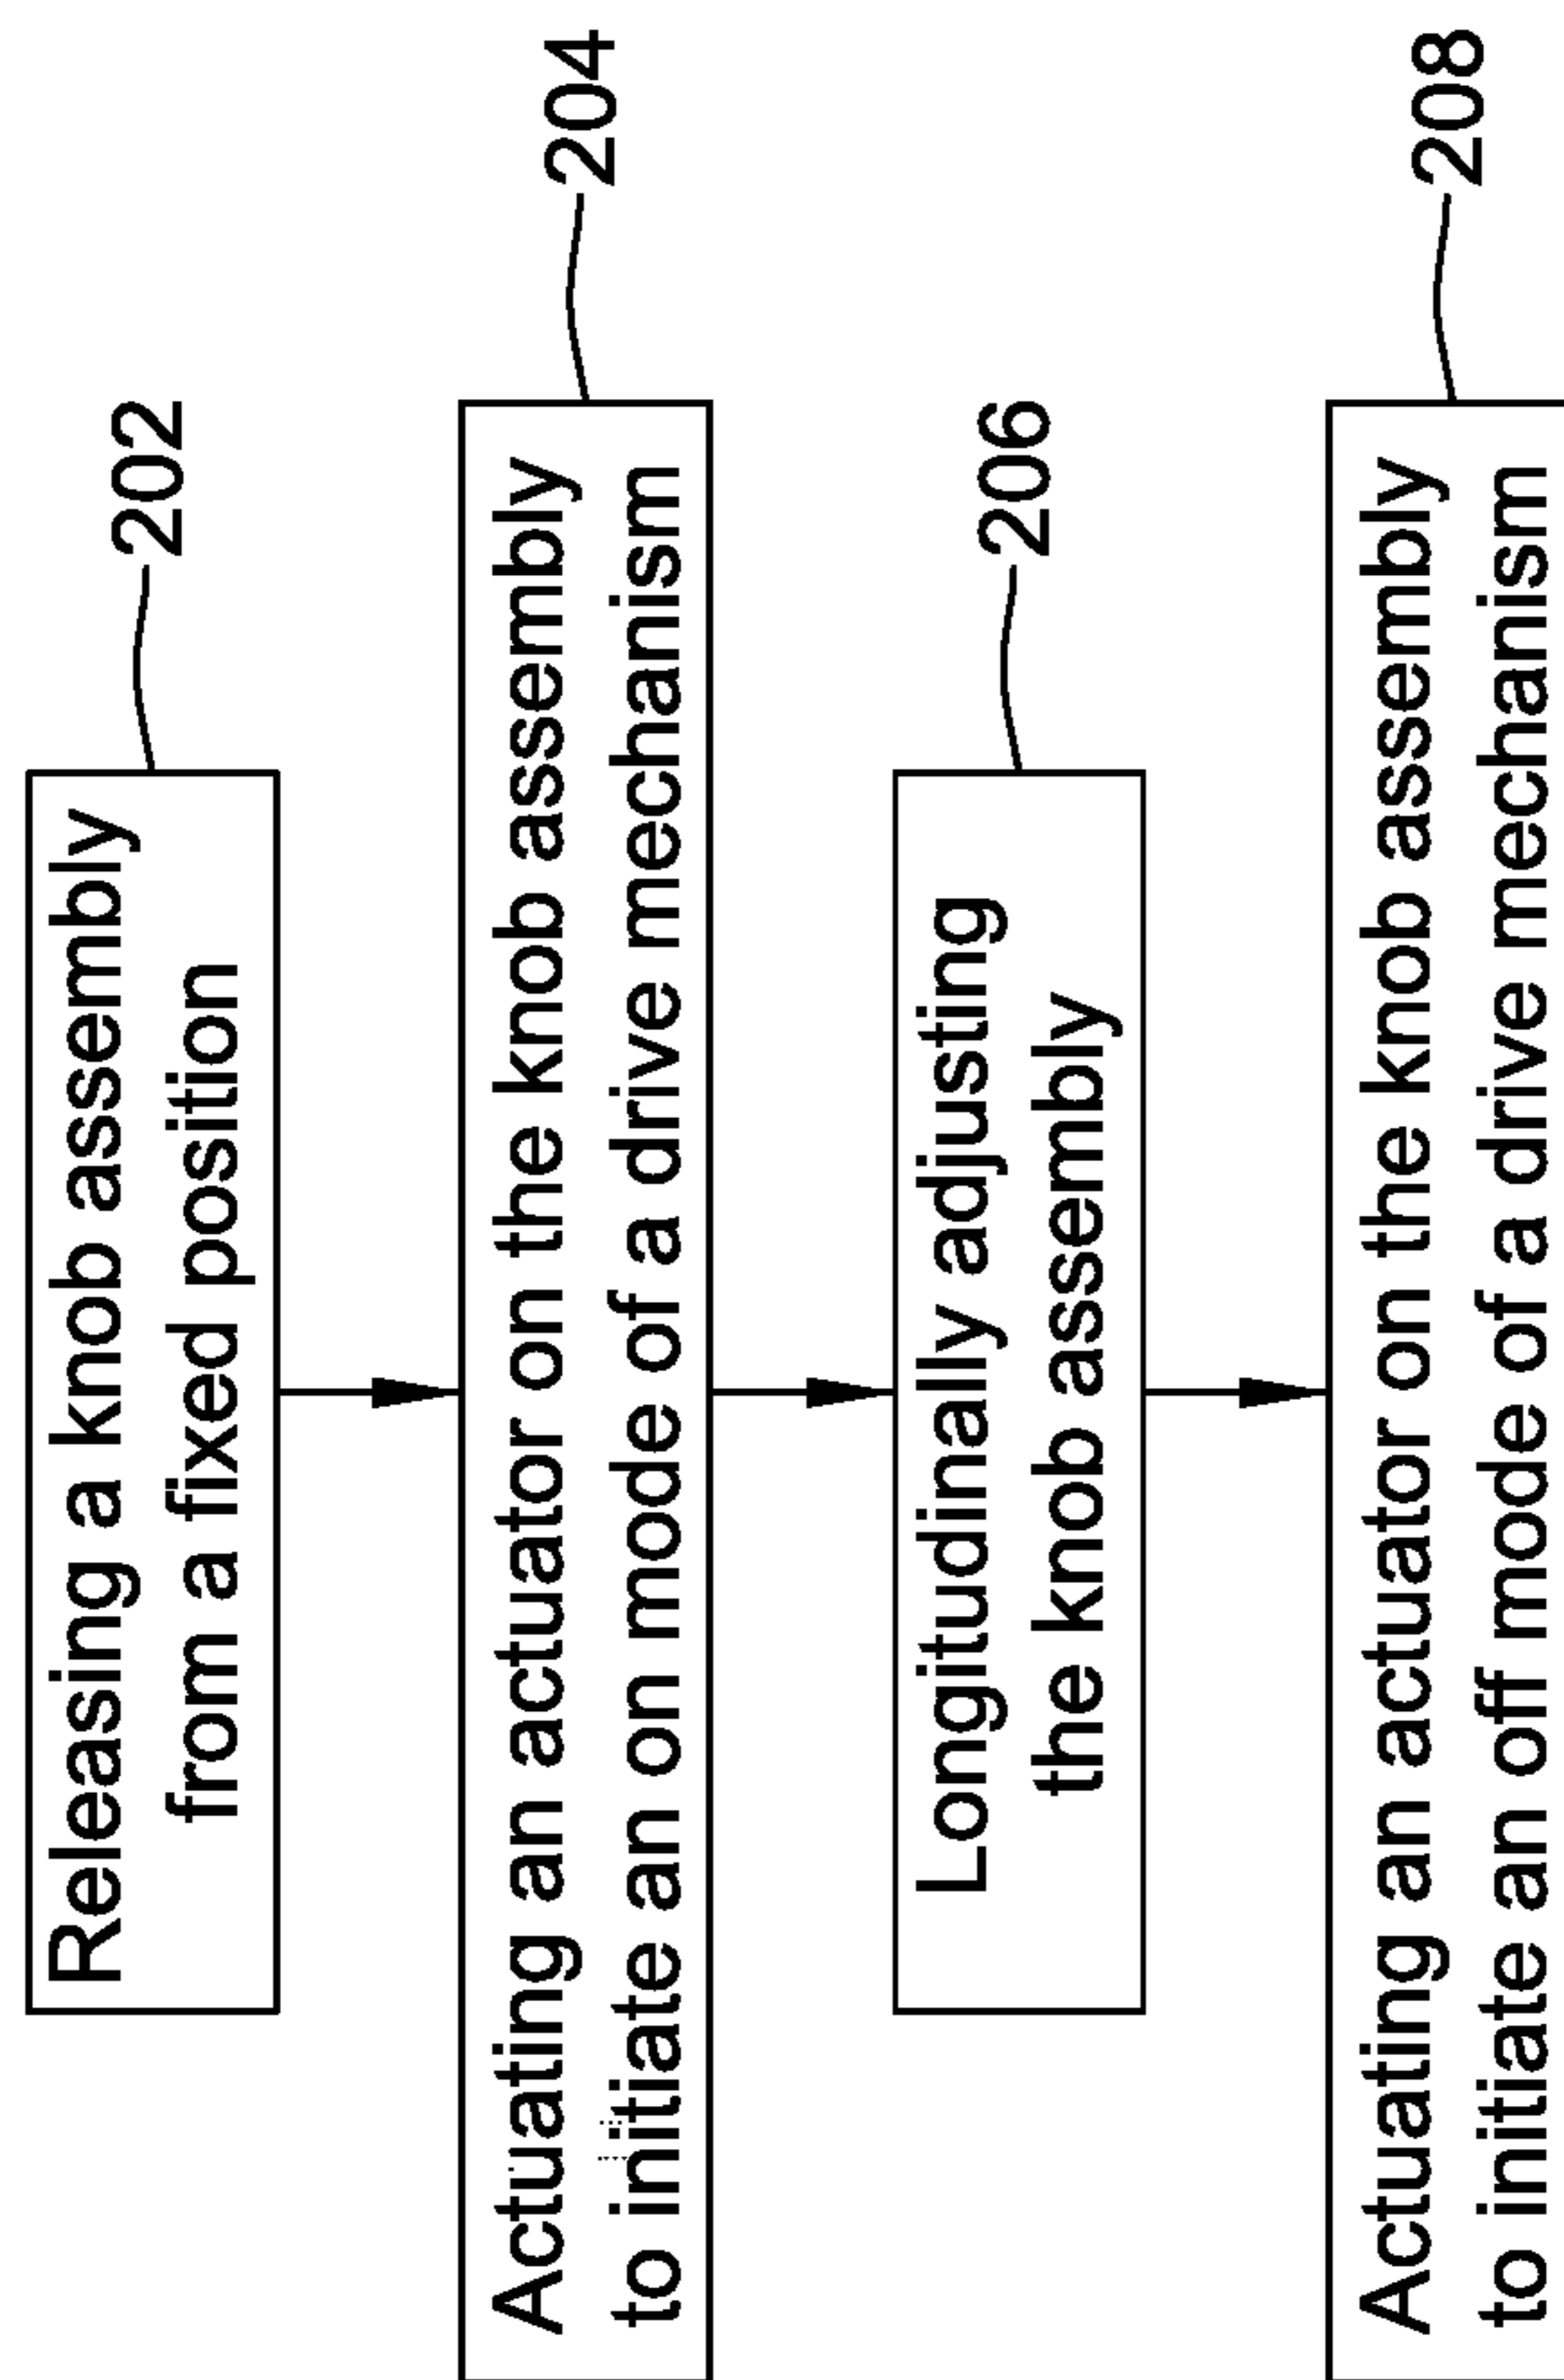 Releasing a knob assembly
from a fixed position
202
Actuating an actuator on the knob assembly
to initiate an on mode of a drive mechanism
204
Longitudinally adjusting
the knob assembly
206
Actuating an actuator on the knob assembly
to initiate an off mode of a drive mechanism
208